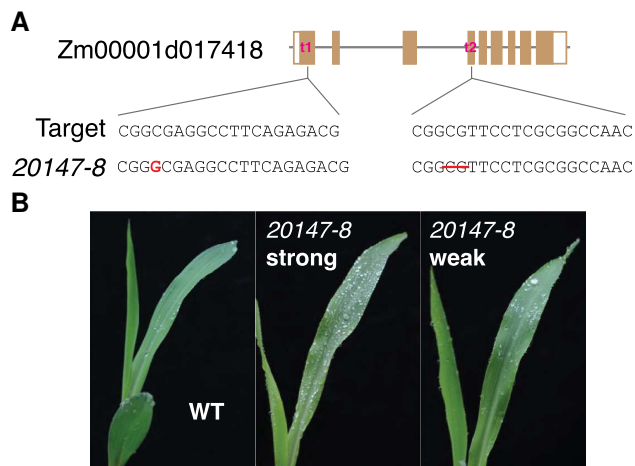 A
Zm00001d017418
t1 t2
Target CGGCGAGGCCTTCAGAGACG CGGCGTTCCTCGCGGCCAAC
20147-8 CGGGCGAGGCCTTCAGAGACG CGGCGTTCCTCGCGGCCAAC
B
WT
20147-8
strong
20147-8
weak